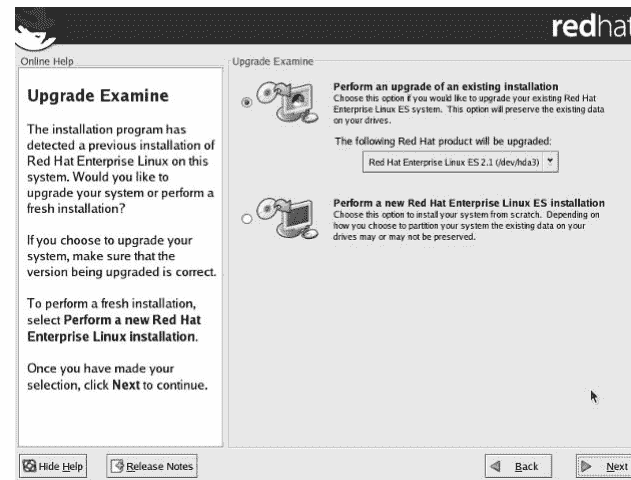 redhat
Online Help
Upgrade Examine
The installation program has
detected a previous installation of
Red Hat Enterprise Linux on this
system. Would you like to
upgrade your system or perform a
fresh installation?
If you choose to upgrade your
system, make sure that the
version being upgraded is correct.
To perform a fresh installation,
select Perform a new Red Hat
Enterprise Linux installation.
Once you have made your
selection, click Next to continue.
Upgrade Examine
Perform an upgrade of an existing installation
Choose this option if you would like to upgrade your existing Red Hat
Enterprise Linux ES system. This option will preserve the existing data
on your drives.
The following Red Hat product will be upgraded:
Red Hat Enterprise Linux ES 2.1 (/dev/hda3)
Perform a new Red Hat Enterprise Linux ES installation
Choose this option to install your system from scratch. Depending on
how you choose to partition your system the existing data on your
drives may or may not be preserved.
Hide Help
Release Notes
Back
Next